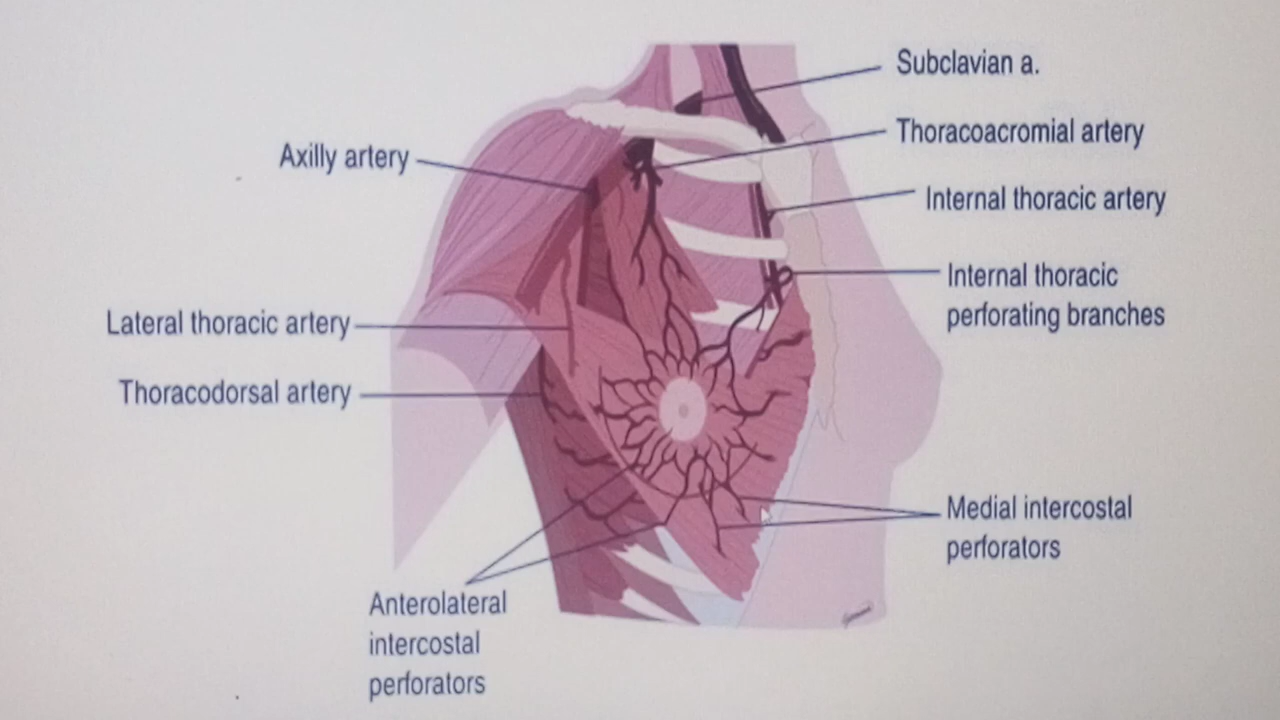 Subclavian a.
Thoracoacromial artery
Axilly artery
Internal thoracic artery
Internal thoracic
perforating branches
Lateral thoracic artery
Thoracodorsal artery
Medial intercostal
perforators
Anterolateral
intercostal
perforators